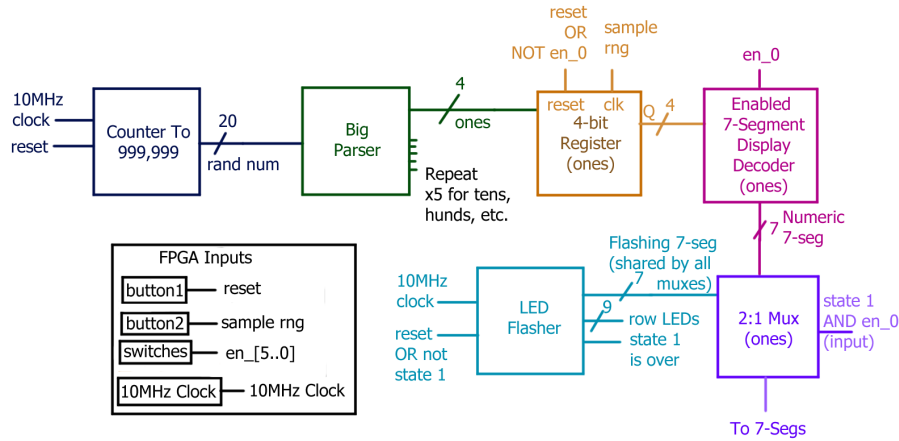 reset
OR
NOT en_0
sample
rng
en_0
10MHz
clock
reset
Counter To
999,999
20
rand num
Big
Parser
4
ones
Repeat
x5 for tens,
hunds, etc.
reset clk
4-bit
Register
(ones)
Q
4
Enabled
7-Segment
Display
Decoder
(ones)
7
Numeric
7-seg
FPGA Inputs
button1
reset
button2
sample rng
switches
en_[5..0]
10MHz Clock
10MHz Clock
10MHz
clock
reset
OR not
state 1
LED
Flasher
Flashing 7-seg
(shared by all
muxes)
7
9
row LEDs
state 1
is over
2:1 Mux
(ones)
state 1
AND en_0
(input)
To 7-Segs